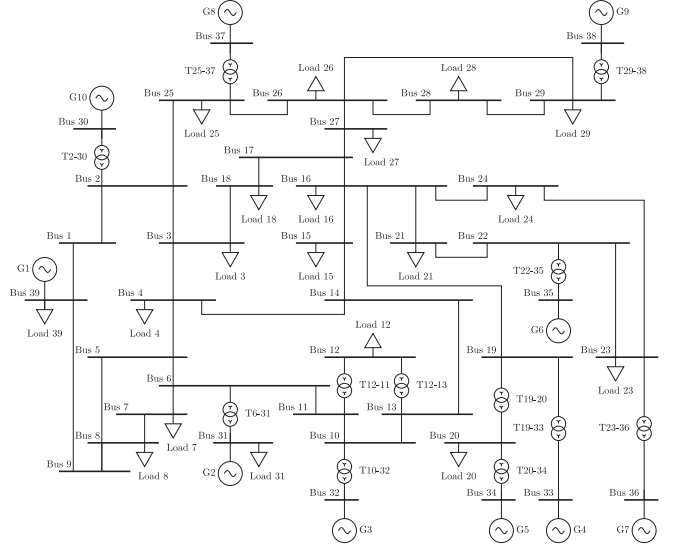 G8
G9
Bus 37
Bus 38
T25-37
Load 26
Load 28
T29-38
G10
Bus 25
Bus 26
Bus 28
Bus 29
Bus 30
Load 25
Bus 27
Load 29
T2-30
Bus 17
Load 27
Bus 2
Bus 18
Bus 16
Bus 24
Load 18
Load 16
Load 24
Bus 1
Bus 3
Bus 15
Bus 21
Bus 22
G1
Load 3
Load 15
Load 21
T22-35
Bus 39
Bus 4
Bus 14
Bus 35
Load 39
Load 4
Load 12
G6
Bus 5
Bus 12
Bus 19
Bus 23
Bus 6
T12-11
T12-13
Load 23
T19-20
Bus 7
T6-31
Bus 11
Bus 13
T19-33
T23-36
Bus 8
Load 7
Bus 31
Bus 10
Bus 20
Bus 9
Load 8
G2
Load 31
T10-32
Load 20
T20-34
Bus 32
Bus 34
Bus 33
Bus 36
G3
G5
G4
G7